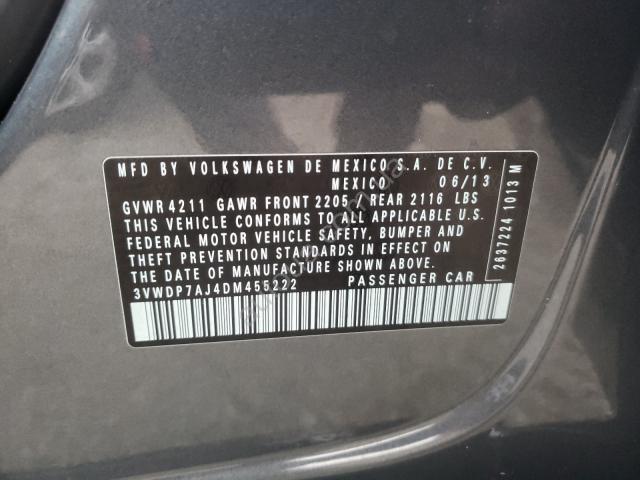 MFD BY VOLKSWAGEN DE MEXICO S.A. DE C.V.
MEXICO 06/13
GVWR 4211 GAWR FRONT 2205 / REAR 2116 LBS
THIS VEHICLE CONFORMS TO ALL APPLICABLE U.S.
FEDERAL MOTOR VEHICLE SAFETY, BUMPER AND
THEFT PREVENTION STANDARDS IN EFFECT ON
THE DATE OF MANUFACTURE SHOWN ABOVE.
3VWDP7AJ4DM455222 PASSENGER CAR
2637224 1013 M